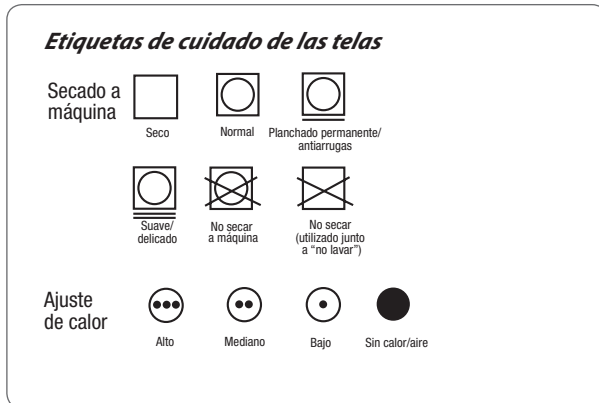 Etiquetas de cuidado de las telas
Secado a
máquina
Seco
Normal
Planchado permanente/
antiarrugas
Suave/
delicado
No secar
a máquina
No secar
(utilizado junto
a “no lavar”)
Ajuste
de calor
Alto
Mediano
Bajo
Sin calor/aire